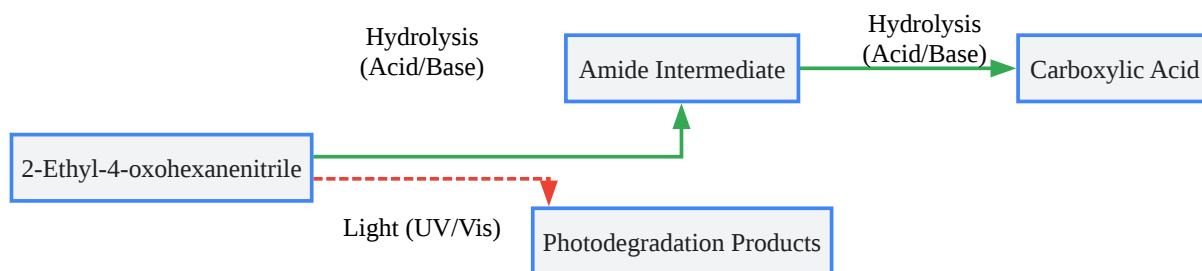 Hydrolysis
(Acid/Base)
Amide Intermediate
Hydrolysis
(Acid/Base)
Carboxylic Acid
2-Ethyl-4-oxohexanenitrile
Light (UV/Vis)
Photodegradation Products